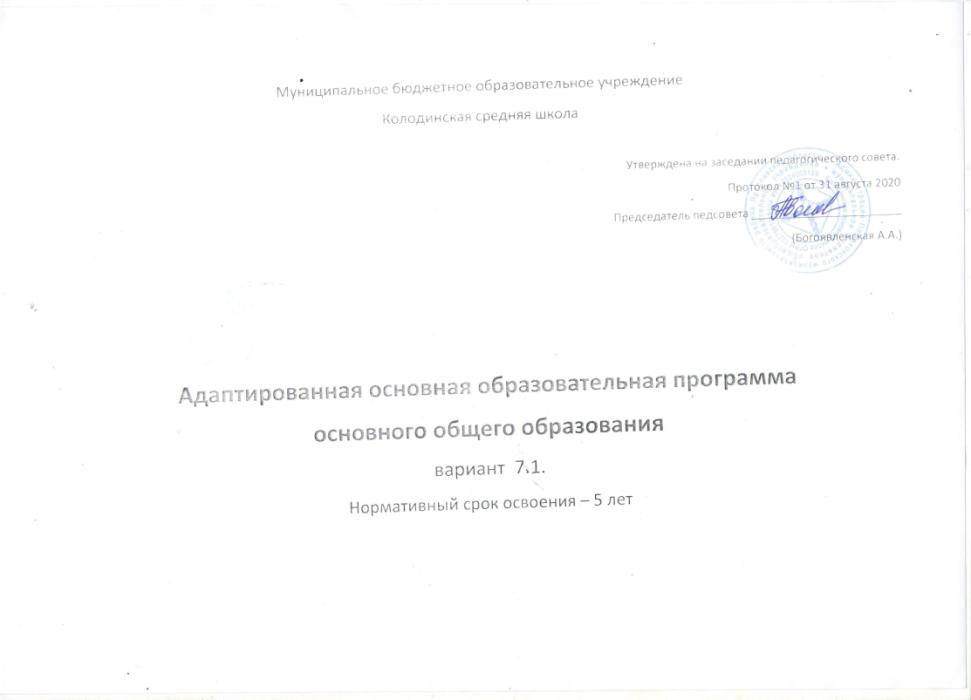 Муниципальное бюджетное образовательное учреждение
Колодинская средняя школа
Утверждена на заседании педагогического совета.
Протокол №1 от 31 августа 2020
Председатель педсовета
(Богоявленская А.А.)
Адаптированная основная образовательная программа
основного общего образования
вариант 7.1.
Нормативный срок освоения – 5 лет